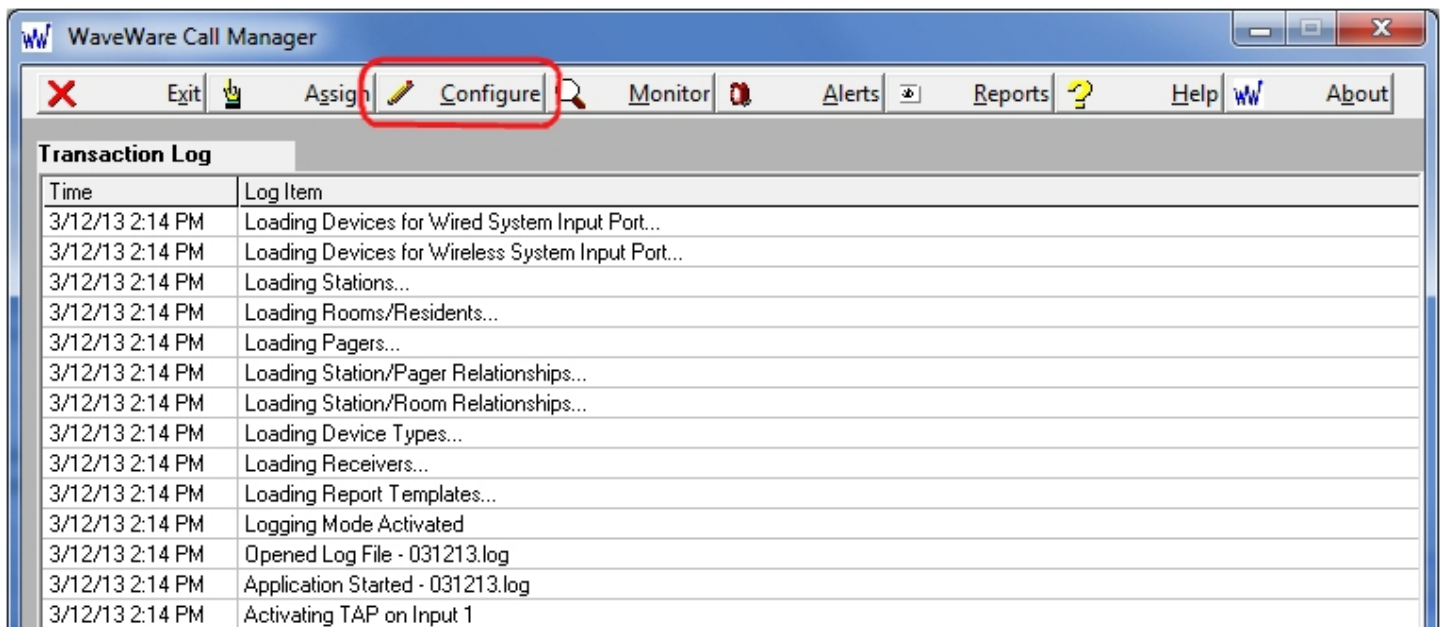 WaveWare Call Manager
Exit Assign Configure Monitor Alerts Reports Help About
Transaction Log
Time Log Item
3/12/13 2:14 PM Loading Devices for Wired System Input Port...
3/12/13 2:14 PM Loading Devices for Wireless System Input Port...
3/12/13 2:14 PM Loading Stations...
3/12/13 2:14 PM Loading Rooms/Residents...
3/12/13 2:14 PM Loading Pagers...
3/12/13 2:14 PM Loading Station/Pager Relationships...
3/12/13 2:14 PM Loading Station/Room Relationships...
3/12/13 2:14 PM Loading Device Types...
3/12/13 2:14 PM Loading Receivers...
3/12/13 2:14 PM Loading Report Templates...
3/12/13 2:14 PM Logging Mode Activated
3/12/13 2:14 PM Opened Log File - 031213.log
3/12/13 2:14 PM Application Started - 031213.log
3/12/13 2:14 PM Activating TAP on Input 1